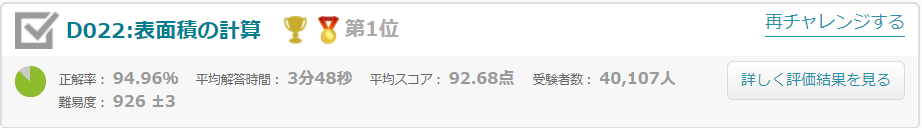 D022:表面積の計算 第1位
再チャレンジする
正解率： 94.96% 平均解答時間： 3分48秒 平均スコア： 92.68点 受験者数： 40,107人
難易度： 926 ±3
詳しく評価結果を見る